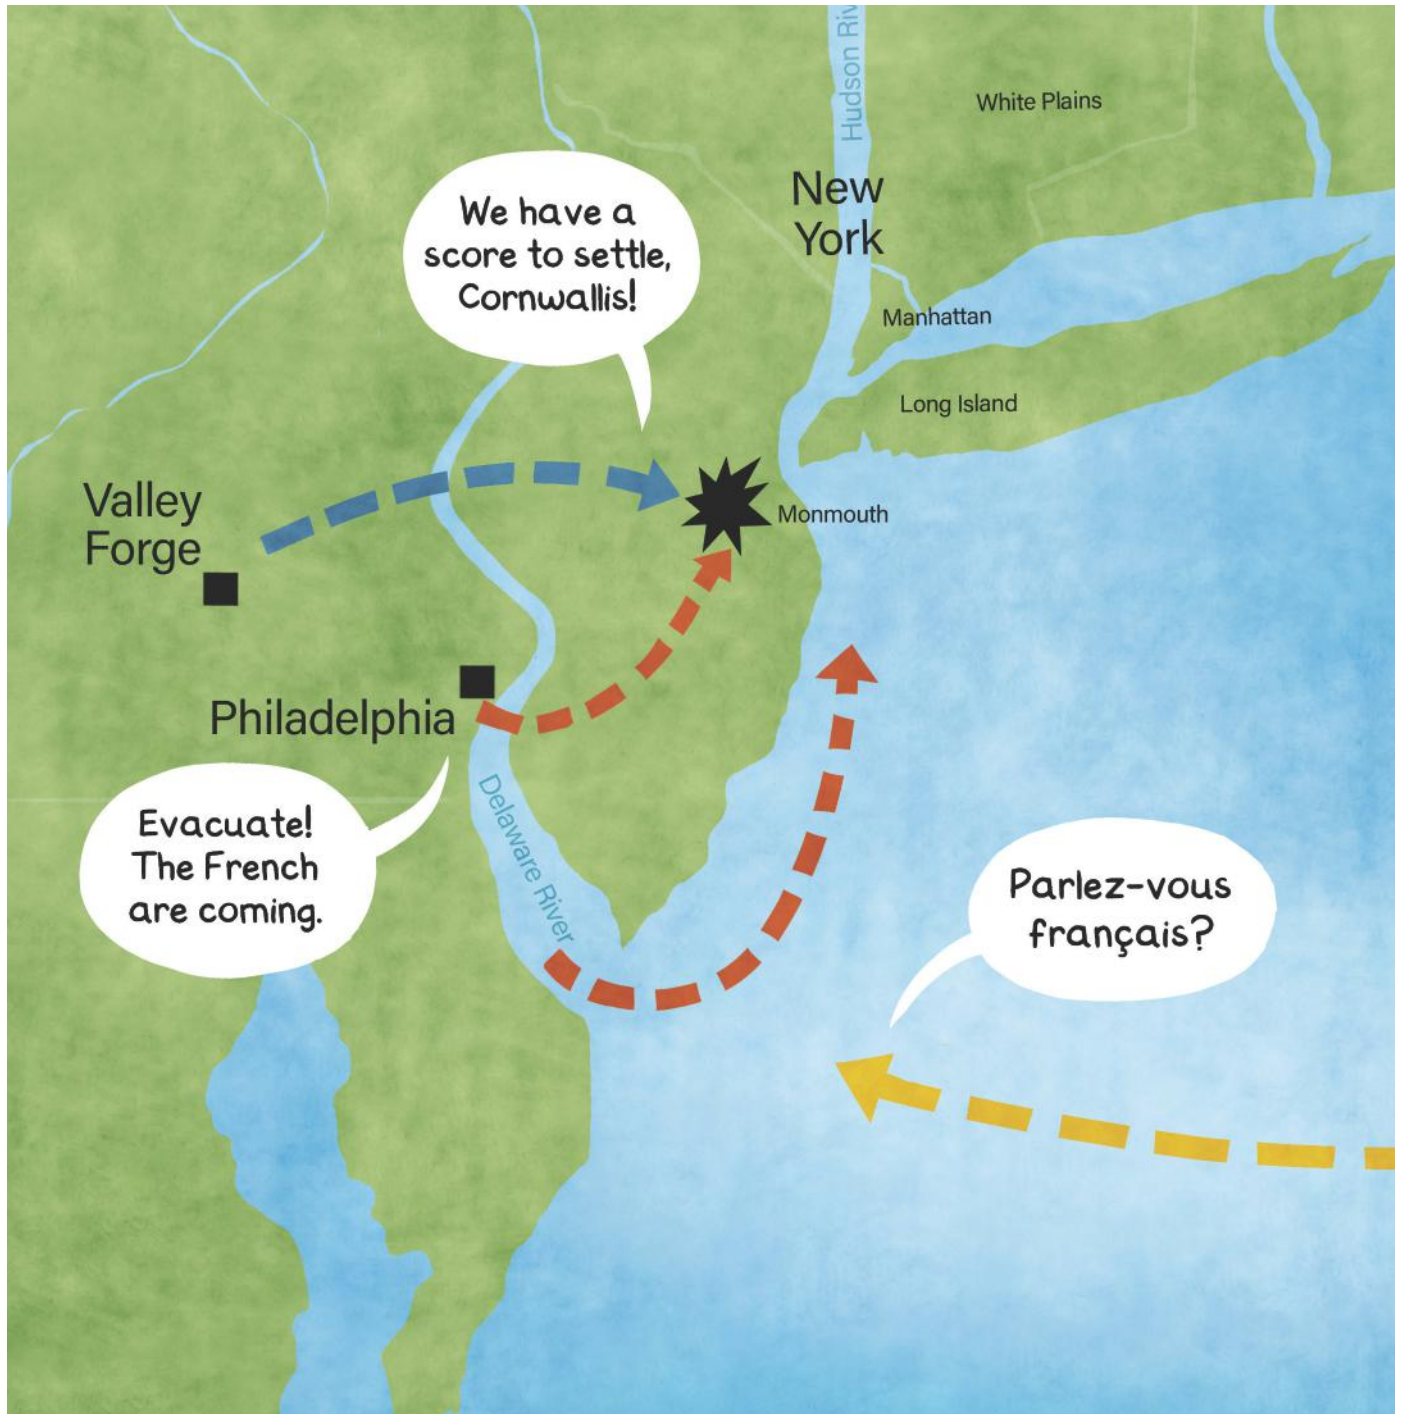 Hudson Riv
White Plains
New
York
We have a
score to settle,
Cornwallis!
Manhattan
Long Island
Valley
Forge
Monmouth
Philadelphia
Delaware River
Evacuate!
The French
are coming.
Parlez-vous
français?